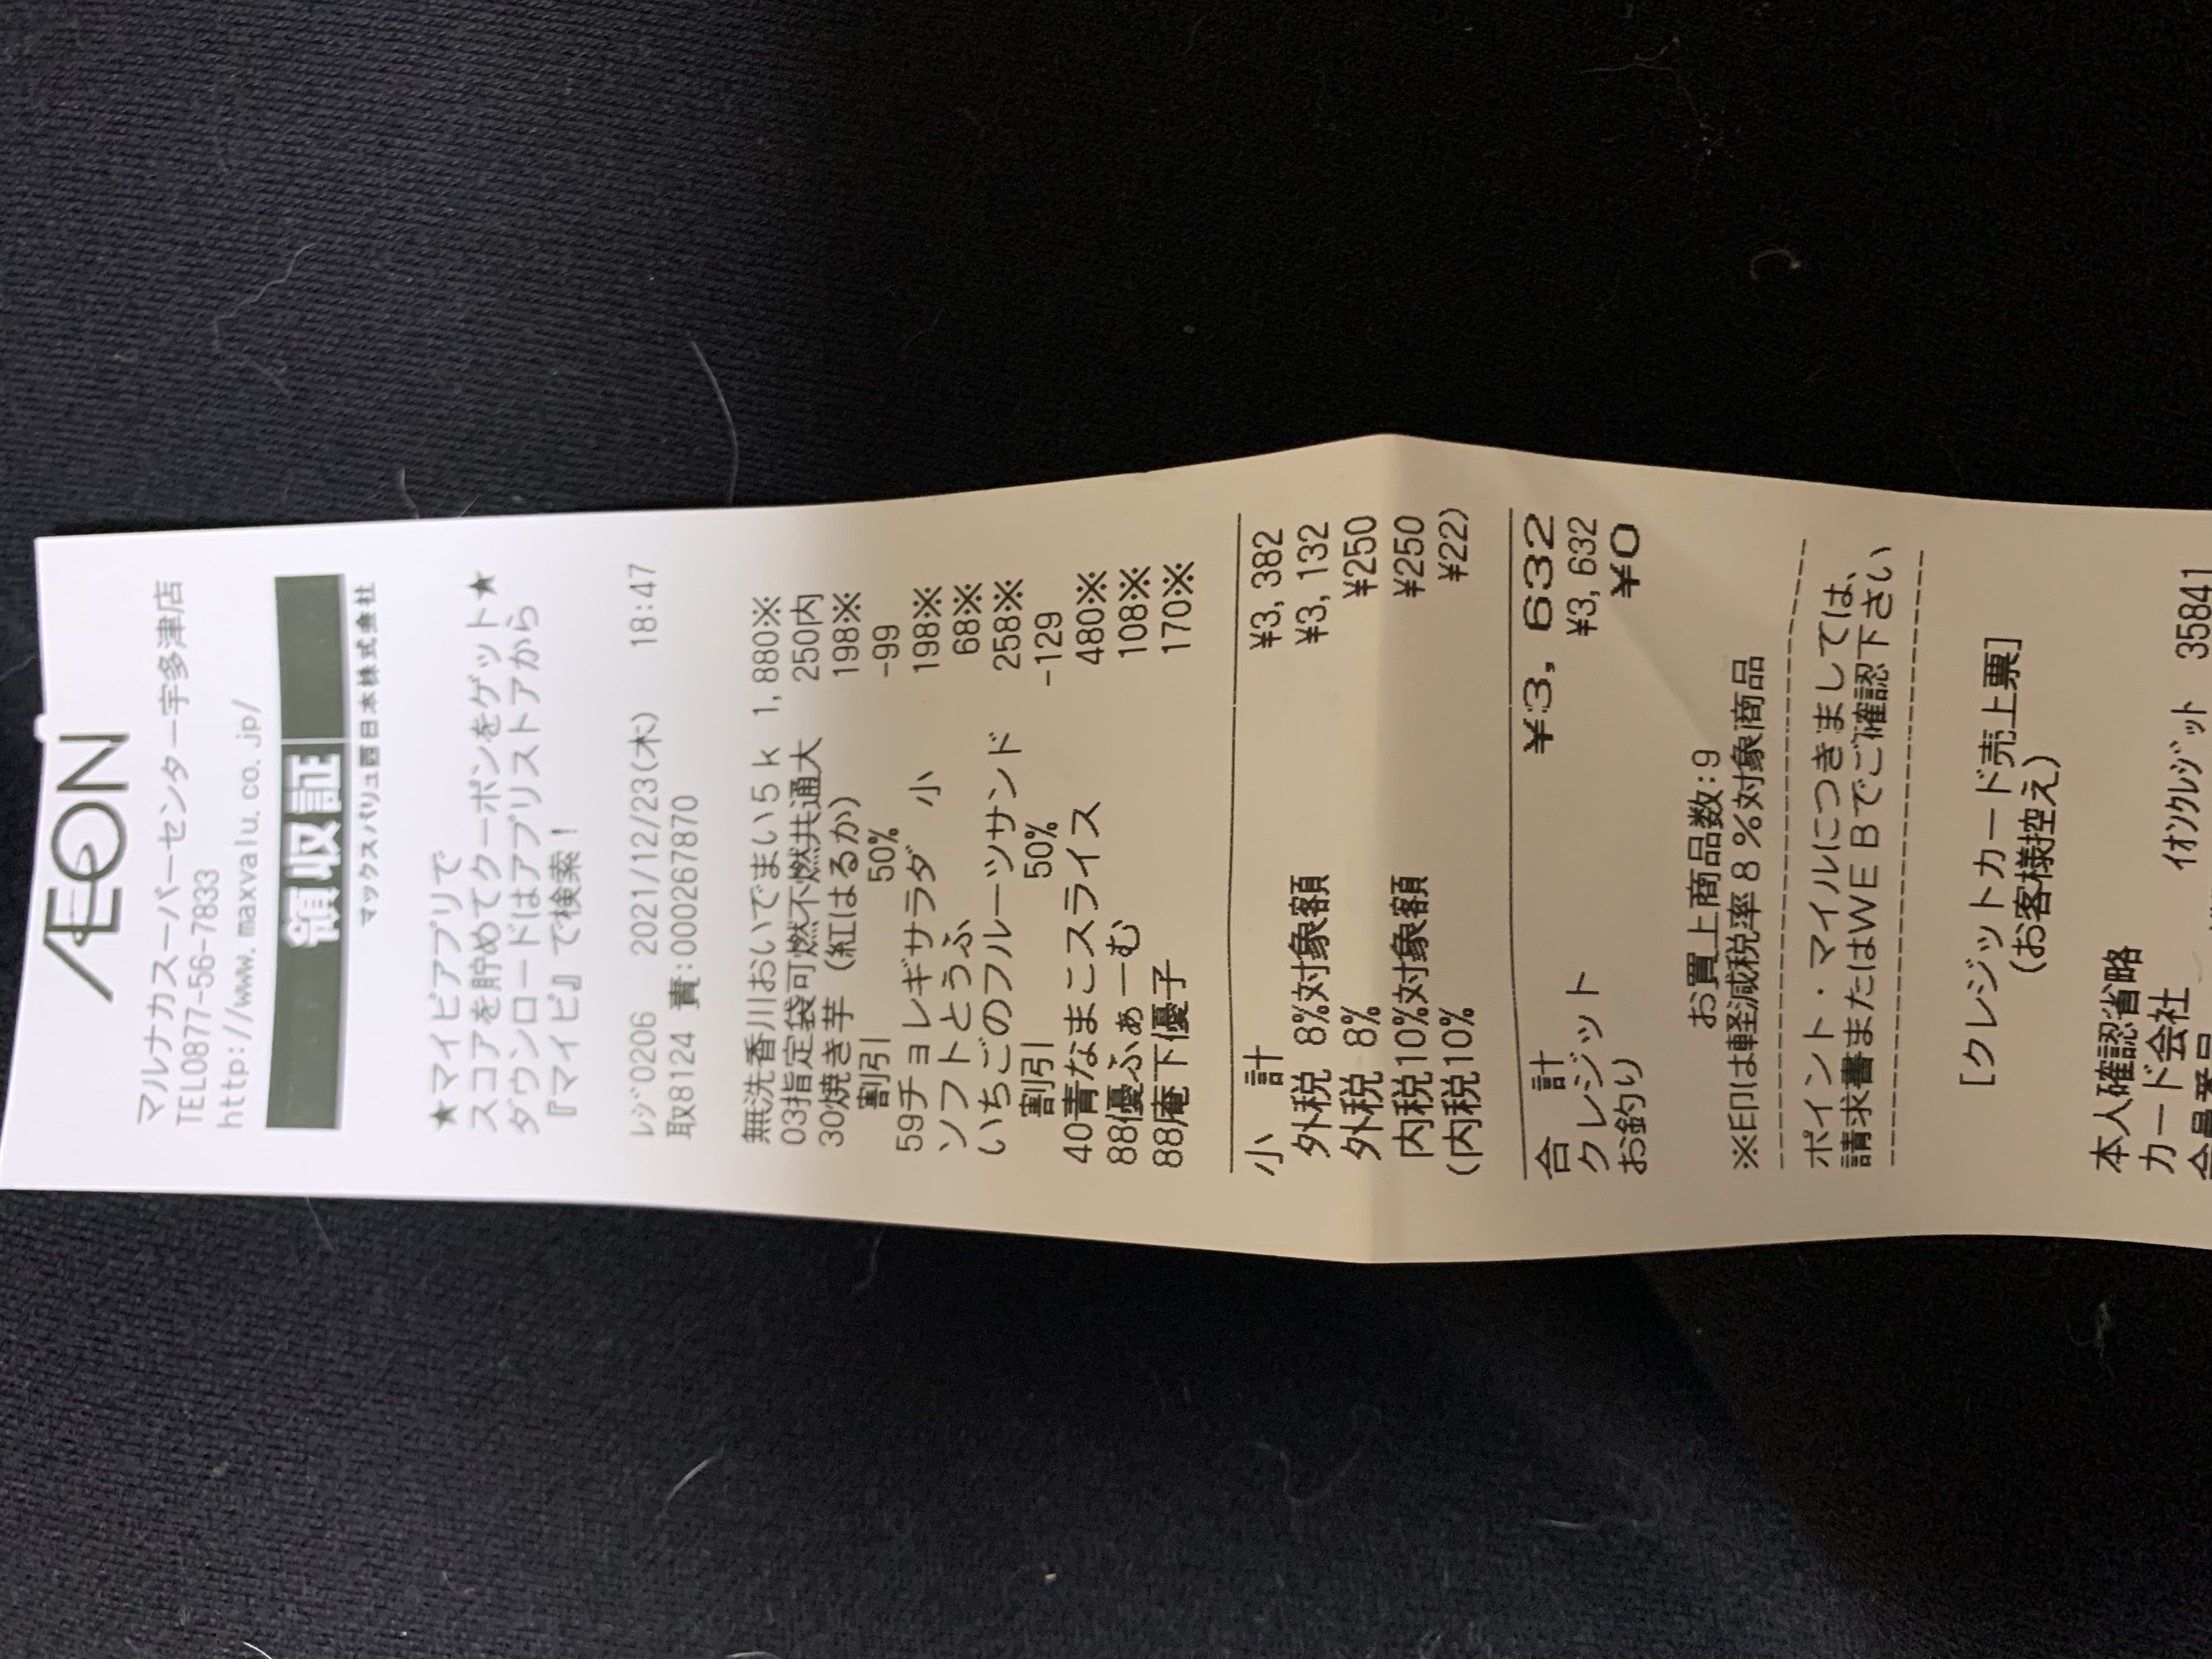 ÆON
マルナカスーパーセンター宇多津店
TEL0877-56-7833
http://www.maxvalu.co.jp/
領収証
マックスバリュ西日本株式会社
★マイピアプリで
スコアを貯めてクーポンをゲット★
ダウンロードはアプリストアから
『マイピ』で検索！
ﾚｼﾞ0206 2021/12/23(木) 18:47
取8124 責:000267870
無洗香川おいでまい5k 1,880※
03指定袋可燃不燃共通大 250内
30焼き芋(紅はるか) 198※
割引 50% -99
59チョレギサラダ 小 198※
ソフトとうふ 68※
いちごのフルーツサンド 258※
割引 50% -129
40青なまこスライス 480※
88優ふぁーむ 108※
88庵下優子 170※
小 計 ¥3,382
外税 8%対象額 ¥3,132
外税 8% ¥250
内税10%対象額 ¥250
(内税10% ¥22)
合 計 ¥3,632
クレジット ¥3,632
お釣り ¥0
お買上商品数:9
※印は軽減税率8%対象商品
ポイント・マイルにつきましては、
請求書またはWEBでご確認下さい
[クレジットカード売上票]
(お客様控え)
本人確認省略
カード会社 ｲｵﾝｸﾚｼﾞｯﾄ 35841